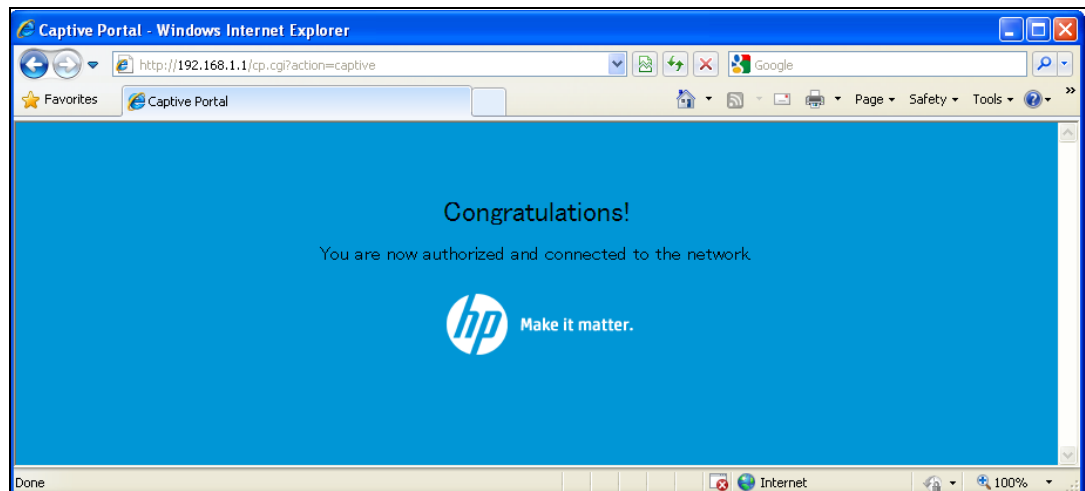 Captive Portal - Windows Internet Explorer
http://192.168.1.1/cp.cgi?action=captive
Google
Favorites
Captive Portal
Page
Safety
Tools
»
Congratulations!
You are now authorized and connected to the network
hp
Make it matter.
Done
Internet
100%